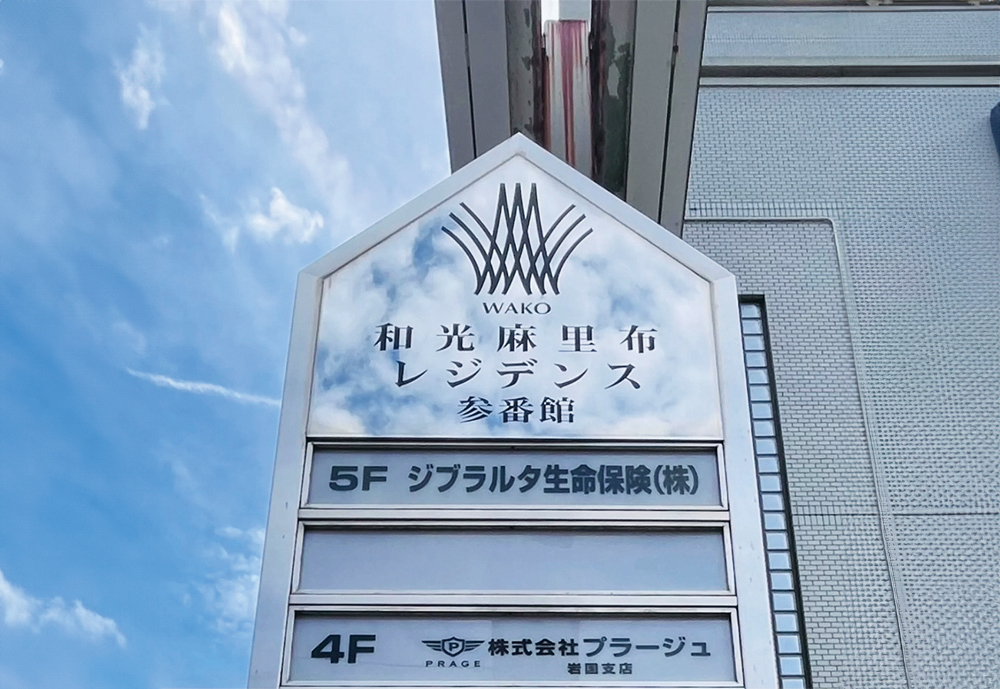 WAKO
和光麻里布
レジデンス
参番館
5F ジブラルタ生命保険(株)
4F PRAGE 株式会社プラージュ
岩国支店